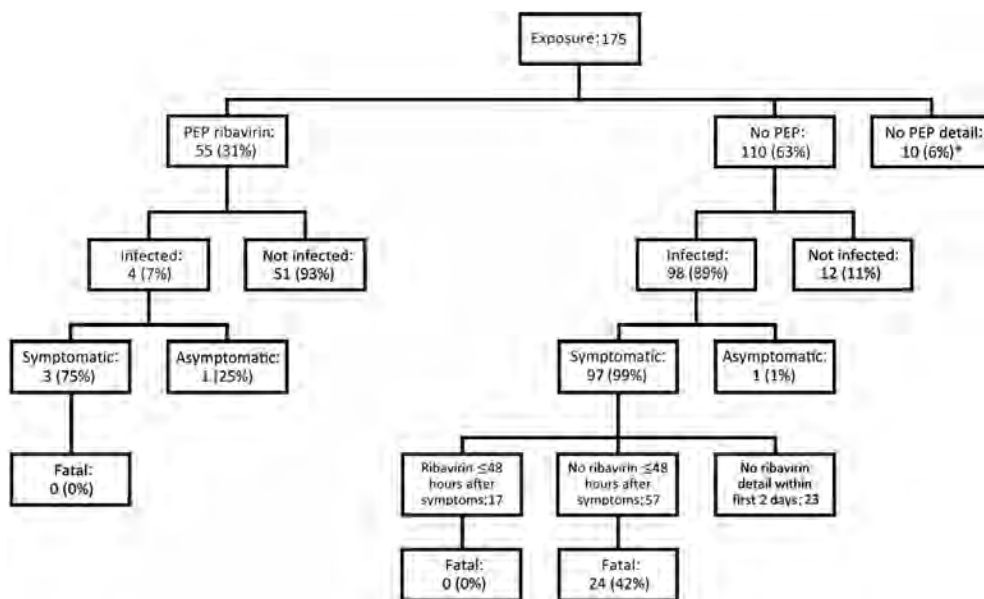 Exposure: 175
PEP ribavirin:
55 (31%)
No PEP:
110 (63%)
No PEP detail:
10 (6%)*
Infected:
4 (7%)
Not infected:
51 (93%)
Infected:
98 (89%)
Not infected:
12 (11%)
Symptomatic:
3 (75%)
Asymptomatic:
1 (25%)
Symptomatic:
97 (99%)
Asymptomatic:
1 (1%)
Fatal:
0 (0%)
Ribavirin ≤48
hours after
symptoms: 17
No ribavirin ≤48
hours after
symptoms: 57
No ribavirin
detail within
first 2 days: 23
Fatal:
0 (0%)
Fatal:
24 (42%)